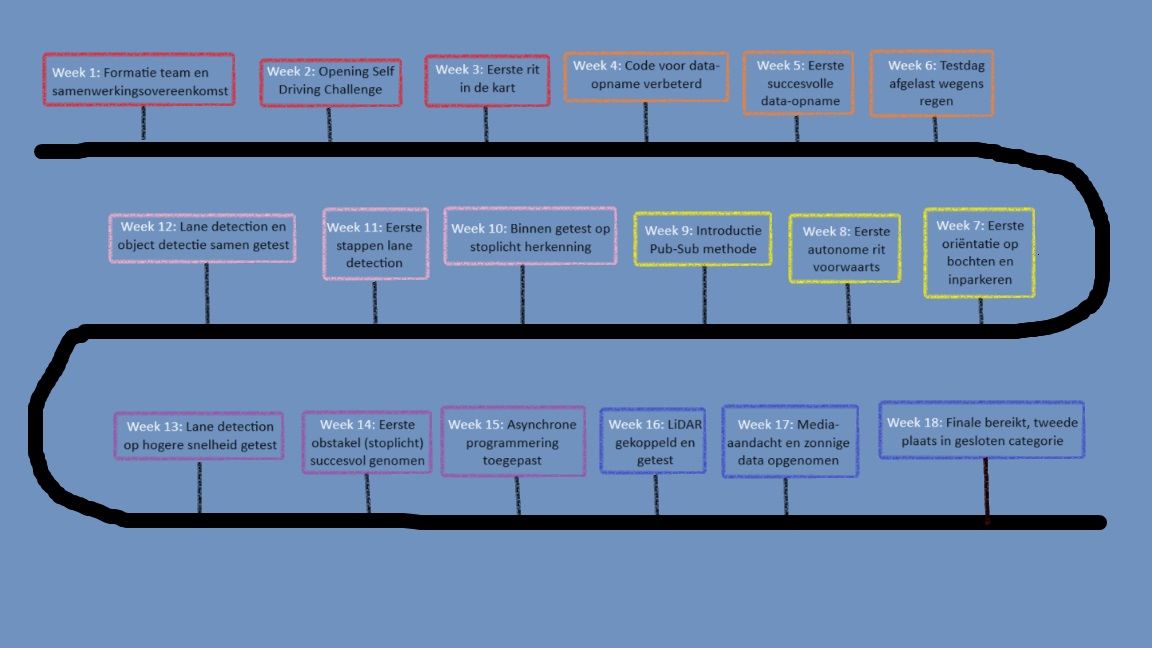 Week 1: Formatie team en
samenwerkingsovereenkomst
Week 2: Opening Self
Driving Challenge
Week 3: Eerste rit
in de kart
Week 4: Code voor data-
opname verbeterd
Week 5: Eerste
succesvolle
data-opname
Week 6: Testdag
afgelast wegens
regen
Week 7: Eerste
oriëntatie op
bochten en
inparkeren
Week 8: Eerste
autonome rit
voorwaarts
Week 9: Introductie
Pub-Sub methode
Week 10: Binnen getest op
stoplicht herkenning
Week 11: Eerste
stappen lane
detection
Week 12: Lane detection en
object detectie samen getest
Week 13: Lane detection
op hogere snelheid getest
Week 14: Eerste
obstakel (stoplicht)
succesvol genomen
Week 15: Asynchrone
programmering
toegepast
Week 16: LiDAR
gekoppeld en
getest
Week 17: Media-
aandacht en zonnige
data opgenomen
Week 18: Finale bereikt, tweede
plaats in gesloten categorie